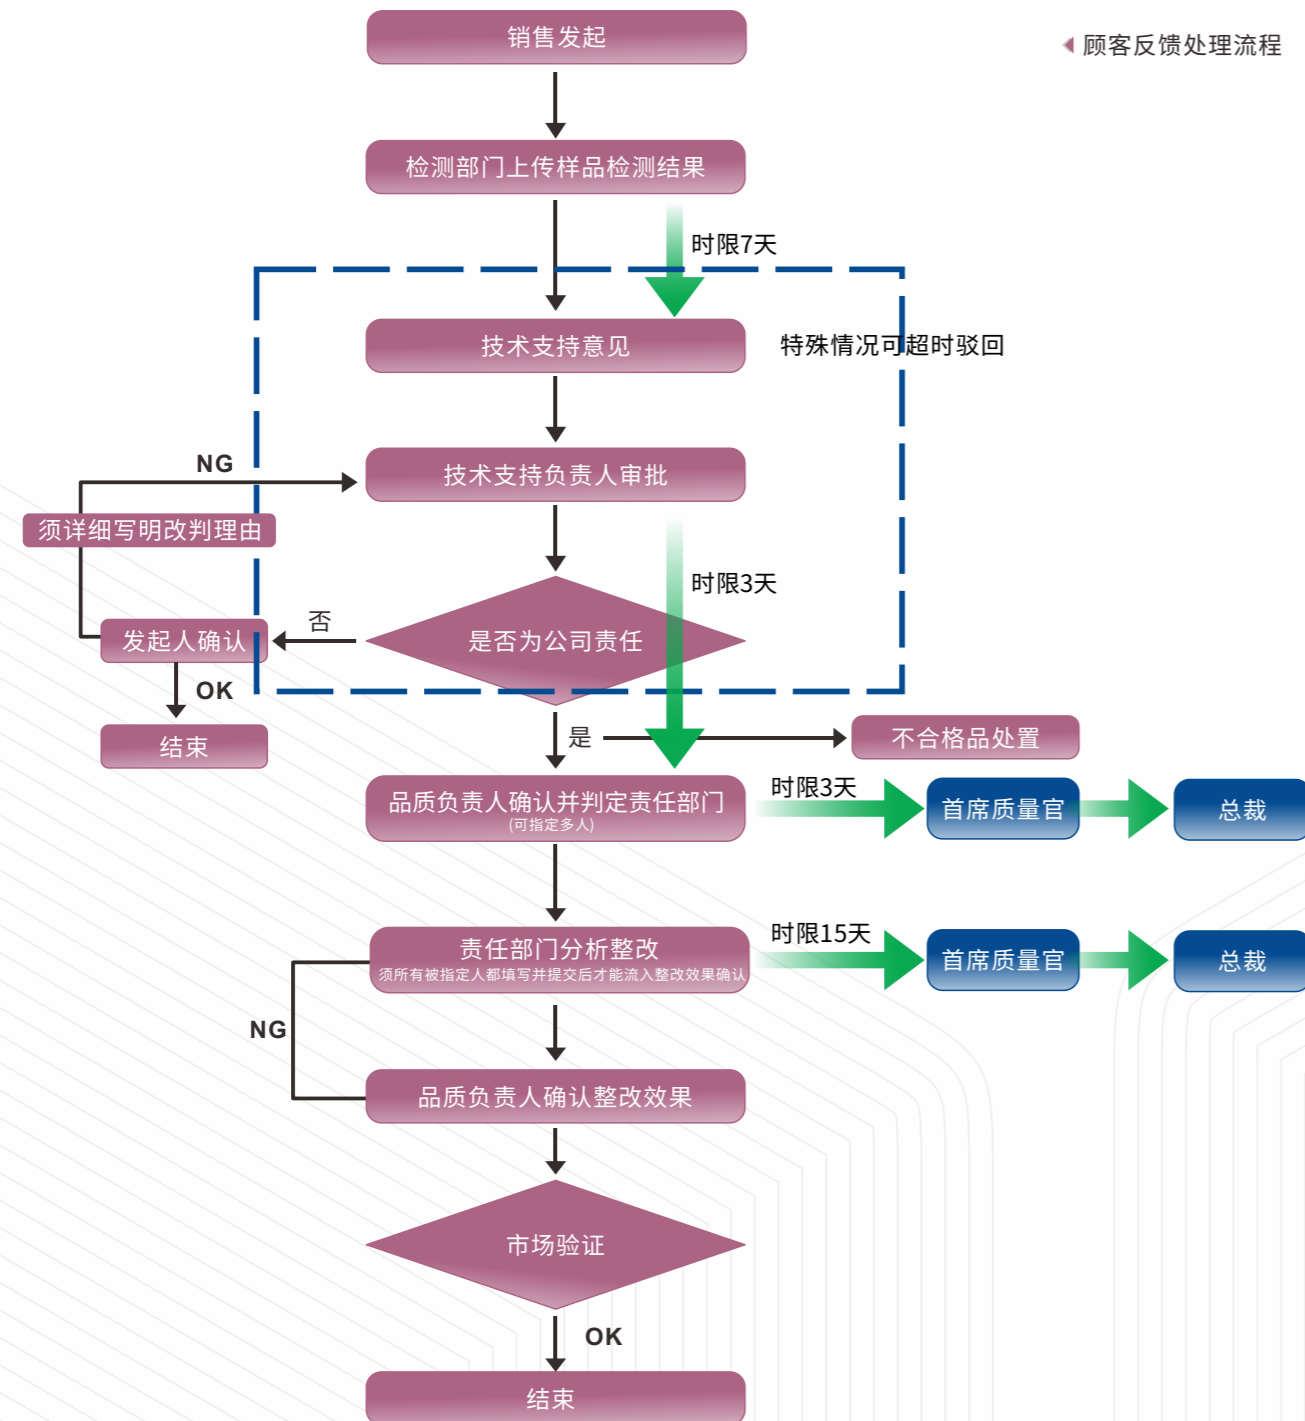 销售发起
顾客反馈处理流程
检测部门上传样品检测结果
时限7天
技术支持意见
特殊情况可超时驳回
NG
技术支持负责人审批
须详细写明改判理由
时限3天
否
是否为公司责任
发起人确认
OK
结束
是
不合格品处置
品质负责人确认并判定责任部门
(可指定多人)
时限3天
首席质量官
总裁
责任部门分析整改
须所有被指定人都填写并提交后才能流入整改效果确认
时限15天
首席质量官
总裁
NG
品质负责人确认整改效果
市场验证
OK
结束